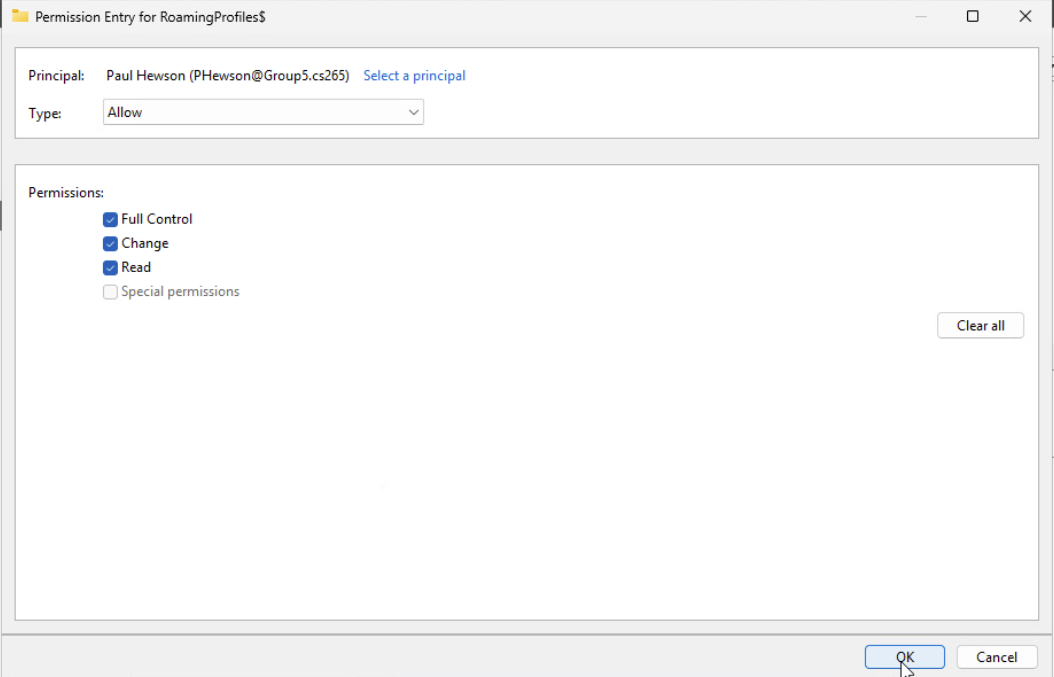 Permission Entry for RoamingProfiles$
Principal: Paul Hewson (PHewson@Group5.cs265) Select a principal
Type: Allow
Permissions:
Full Control
Change
Read
Special permissions
Clear all
OK Cancel